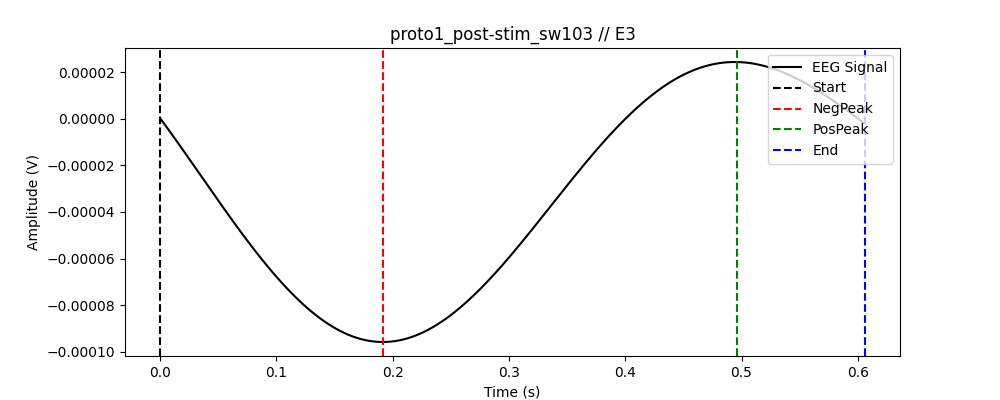 proto1_post-stim_sw103 // E3
EEG Signal
Start
NegPeak
PosPeak
End
Amplitude (V)
0.00002
0.00000
−0.00002
−0.00004
−0.00006
−0.00008
−0.00010
0.0 0.1 0.2 0.3 0.4 0.5 0.6
Time (s)